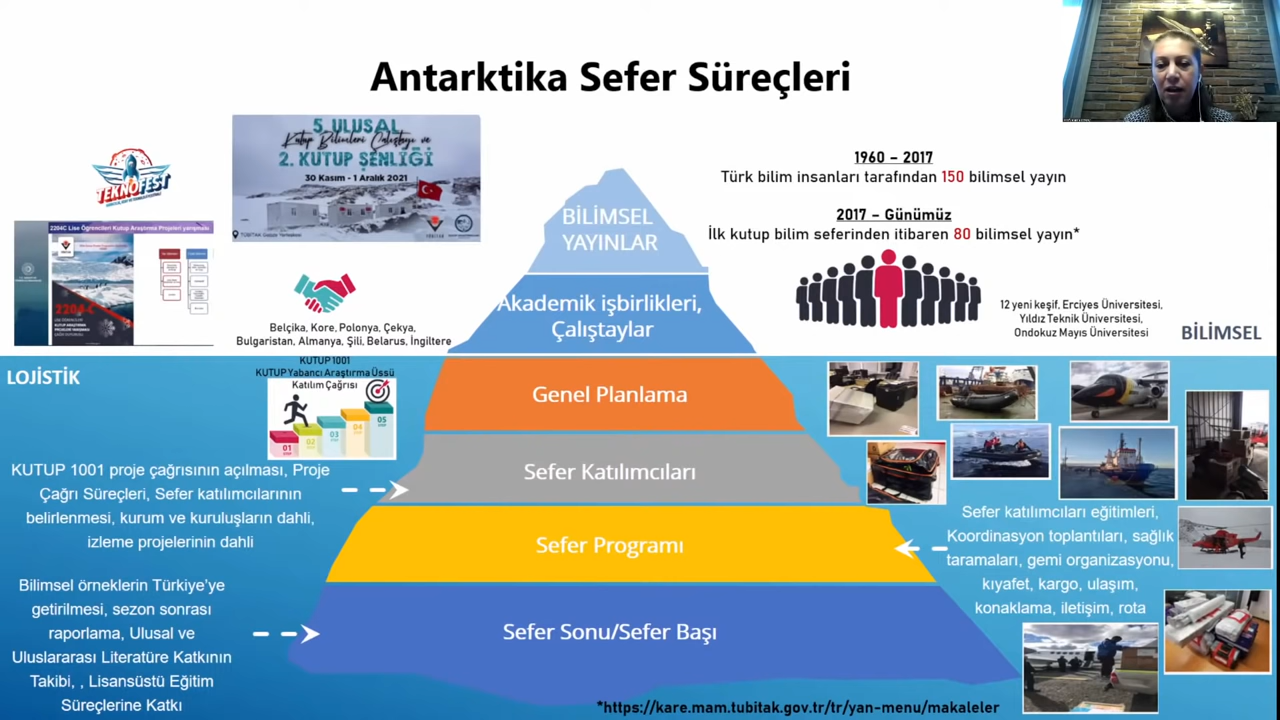 Antarktika Sefer Süreçleri
TEKNOFEST
5. ULUSAL
Kutup Bilimleri Çalıştayı ve
2. KUTUP ŞENLİĞİ
30 Kasım - 1 Aralık 2021
2204C Lise Öğrencileri Kutup Araştırma Projeleri yarışması
2204-C
1960 – 2017
Türk bilim insanları tarafından 150 bilimsel yayın
2017 – Günümüz
İlk kutup bilim seferinden itibaren 80 bilimsel yayın*
12 yeni keşif, Erciyes Üniversitesi,
Yıldız Teknik Üniversitesi,
Ondokuz Mayıs Üniversitesi
BİLİMSEL
Belçika, Kore, Polonya, Çekya,
Bulgaristan, Almanya, Şili, Belarus, İngiltere
BİLİMSEL
YAYINLAR
Akademik işbirlikleri,
Çalıştaylar
Genel Planlama
Sefer Katılımcıları
Sefer Programı
Sefer Sonu/Sefer Başı
LOJİSTİK
KUTUP 1001
KUTUP Yabancı Araştırma Üssü
Katılım Çağrısı
01
02
03
04
05
KUTUP 1001 proje çağrısının açılması, Proje
Çağrı Süreçleri, Sefer katılımcılarının
belirlenmesi, kurum ve kuruluşların dahli,
izleme projelerinin dahli
Bilimsel örneklerin Türkiye'ye
getirilmesi, sezon sonrası
raporlama, Ulusal ve
Uluslararası Literatüre Katkının
Takibi, , Lisansüstü Eğitim
Süreçlerine Katkı
Sefer katılımcıları eğitimleri,
Koordinasyon toplantıları, sağlık
taramaları, gemi organizasyonu,
kıyafet, kargo, ulaşım,
konaklama, iletişim, rota
*https://kare.mam.tubitak.gov.tr/tr/yan-menu/makaleler